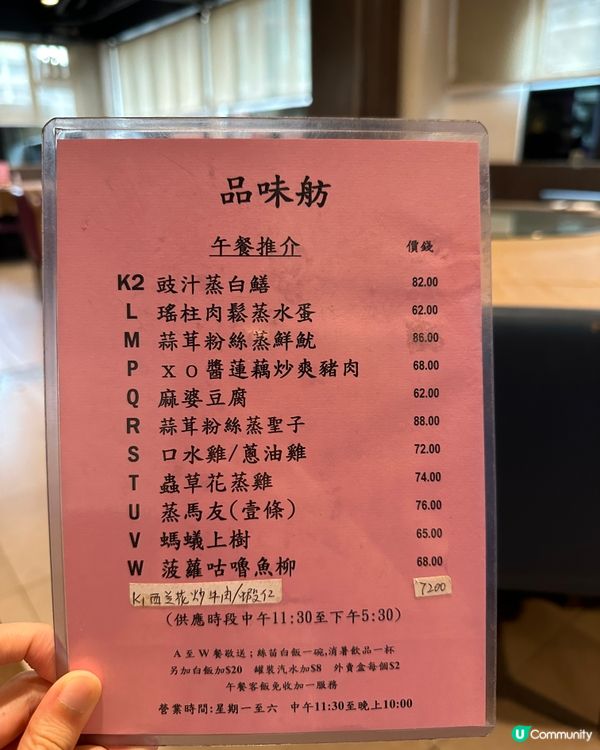 品味舫
午餐推介 價錢
K2 豉汁蒸白鱔 82.00
L 瑤柱肉鬆蒸水蛋 62.00
M 蒜茸粉絲蒸鮮魷 86.00
P XO醬蓮藕炒爽豬肉 68.00
Q 麻婆豆腐 62.00
R 蒜茸粉絲蒸聖子 88.00
S 口水雞/蔥油雞 72.00
T 蟲草花蒸雞 74.00
U 蒸馬友(壹條) 76.00
V 螞蟻上樹 65.00
W 菠蘿咕嚕魚柳 68.00
K1 西兰花炒牛肉/蝦仁 7200
(供應時段中午11:30至下午5:30)
A至W餐敬送;絲苗白飯一碗,消暑飲品一杯
另加白飯加$20 罐裝汽水加$8 外賣盒每個$2
午餐客飯免收加一服務
營業時間:星期一至六 中午11:30至晚上10:00
U Community